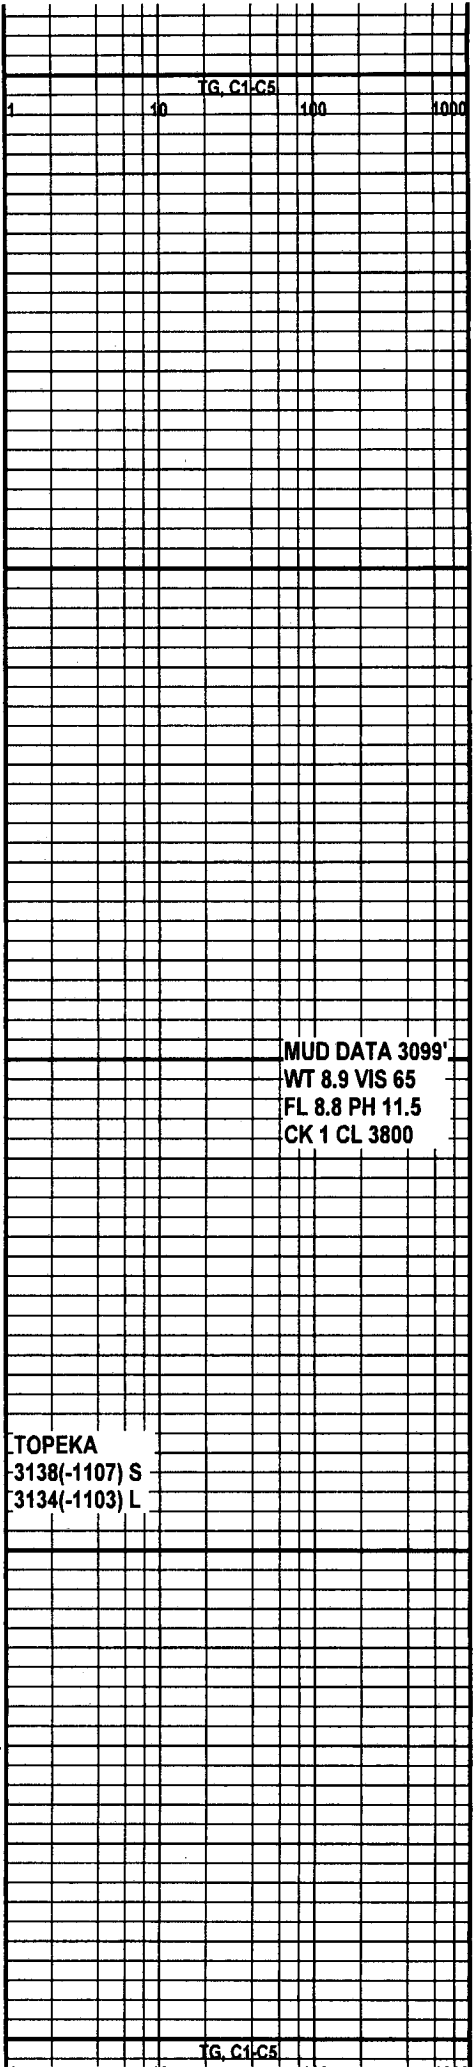 TG, C1-C5
1 10 100 1000
MUD DATA 3099'
WT 8.9 VIS 65
FL 8.8 PH 11.5
CK 1 CL 3800
TOPEKA
3138(-1107) S
3134(-1103) L
TG, C1-C5